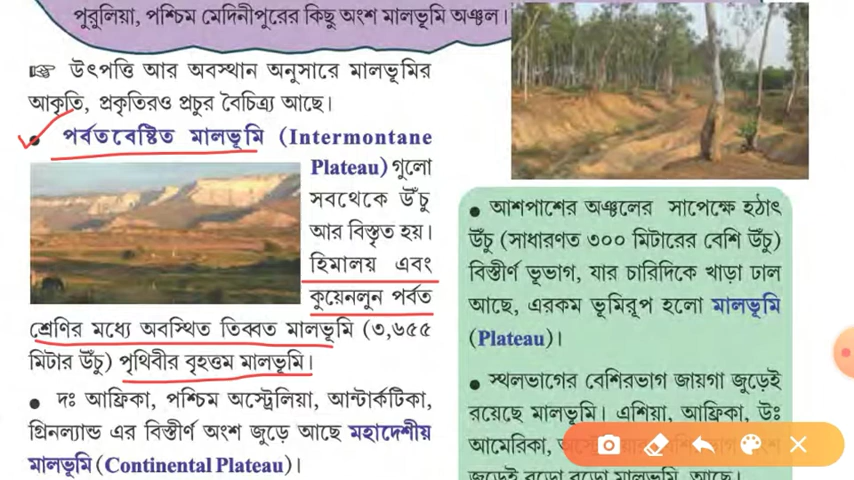 পুরুলিয়া, পশ্চিম মেদিনীপুরের কিছু অংশ মালভূমি অঞ্চল।
☞ উৎপত্তি আর অবস্থান অনুসারে মালভূমির
আকৃতি, প্রকৃতিরও প্রচুর বৈচিত্র্য আছে।
● পর্বতবেষ্টিত মালভূমি (Intermontane
Plateau) গুলো
সবথেকে উঁচু
আর বিস্তৃত হয়।
হিমালয় এবং
কুয়েনলুন পর্বত
শ্রেণির মধ্যে অবস্থিত তিব্বত মালভূমি (৩,৬৫৫
মিটার উঁচু) পৃথিবীর বৃহত্তম মালভূমি।
● দঃ আফ্রিকা, পশ্চিম অস্ট্রেলিয়া, আন্টার্কটিকা,
গ্রিনল্যান্ড এর বিস্তীর্ণ অংশ জুড়ে আছে মহাদেশীয়
মালভূমি (Continental Plateau)।
● আশপাশের অঞ্চলের সাপেক্ষে হঠাৎ
উঁচু (সাধারণত ৩০০ মিটারের বেশি উঁচু)
বিস্তীর্ণ ভূভাগ, যার চারিদিকে খাড়া ঢাল
আছে, এরকম ভূমিরূপ হলো মালভূমি
(Plateau)।
● স্থলভাগের বেশিরভাগ জায়গা জুড়েই
রয়েছে মালভূমি। এশিয়া, আফ্রিকা, উঃ
আমেরিকা,
জুড়েই বড়ো বড়ো মালভূমি আছে।